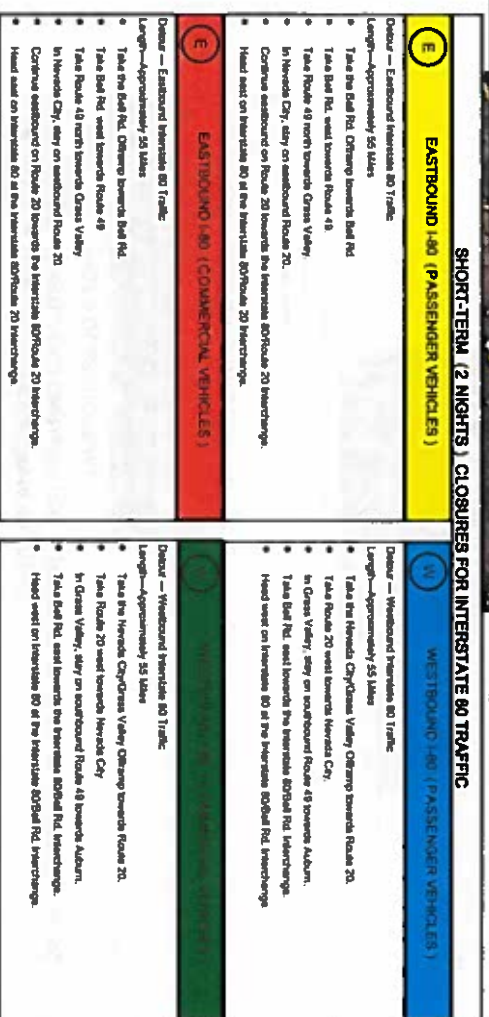 SHORT-TERM (2 NIGHTS) CLOSURES FOR INTERSTATE 80 TRAFFIC
E
EASTBOUND I-80 (PASSENGER VEHICLES)
Detour — Eastbound Interstate 80 Traffic
Length—Approximately 55 Miles
• Take the Bell Rd. Offramp towards Bell Rd.
• Take Bell Rd. west towards Route 49.
• Take Route 49 north towards Grass Valley.
• In Nevada City, stay on eastbound Route 20.
• Continue eastbound on Route 20 towards the Interstate 80/Route 20 Interchange.
• Head east on Interstate 80 at the Interstate 80/Route 20 Interchange.
E
EASTBOUND I-80 (COMMERCIAL VEHICLES)
Detour — Eastbound Interstate 80 Traffic
Length—Approximately 55 Miles
• Take the Bell Rd. Offramp towards Bell Rd.
• Take Bell Rd. west towards Route 49
• Take Route 49 north towards Grass Valley
• In Nevada City, stay on eastbound Route 20
• Continue eastbound on Route 20 towards the Interstate 80/Route 20 Interchange.
• Head east on Interstate 80 at the Interstate 80/Route 20 Interchange.
W
WESTBOUND I-80 (PASSENGER VEHICLES)
Detour — Westbound Interstate 80 Traffic
Length—Approximately 55 Miles
• Take the Nevada City/Grass Valley Offramp towards Route 20.
• Take Route 20 west towards Nevada City.
• In Grass Valley, stay on southbound Route 49 towards Auburn.
• Take Bell Rd. east towards the Interstate 80/Bell Rd. Interchange.
• Head west on Interstate 80 at the Interstate 80/Bell Rd. Interchange
W
Detour — Westbound Interstate 80 Traffic
Length—Approximately 55 Miles
• Take the Nevada City/Grass Valley Offramp towards Route 20.
• Take Route 20 west towards Nevada City
• In Grass Valley, stay on southbound Route 49 towards Auburn.
• Take Bell Rd. east towards the Interstate 80/Bell Rd. Interchange.
• Head west on Interstate 80 at the Interstate 80/Bell Rd. Interchange.